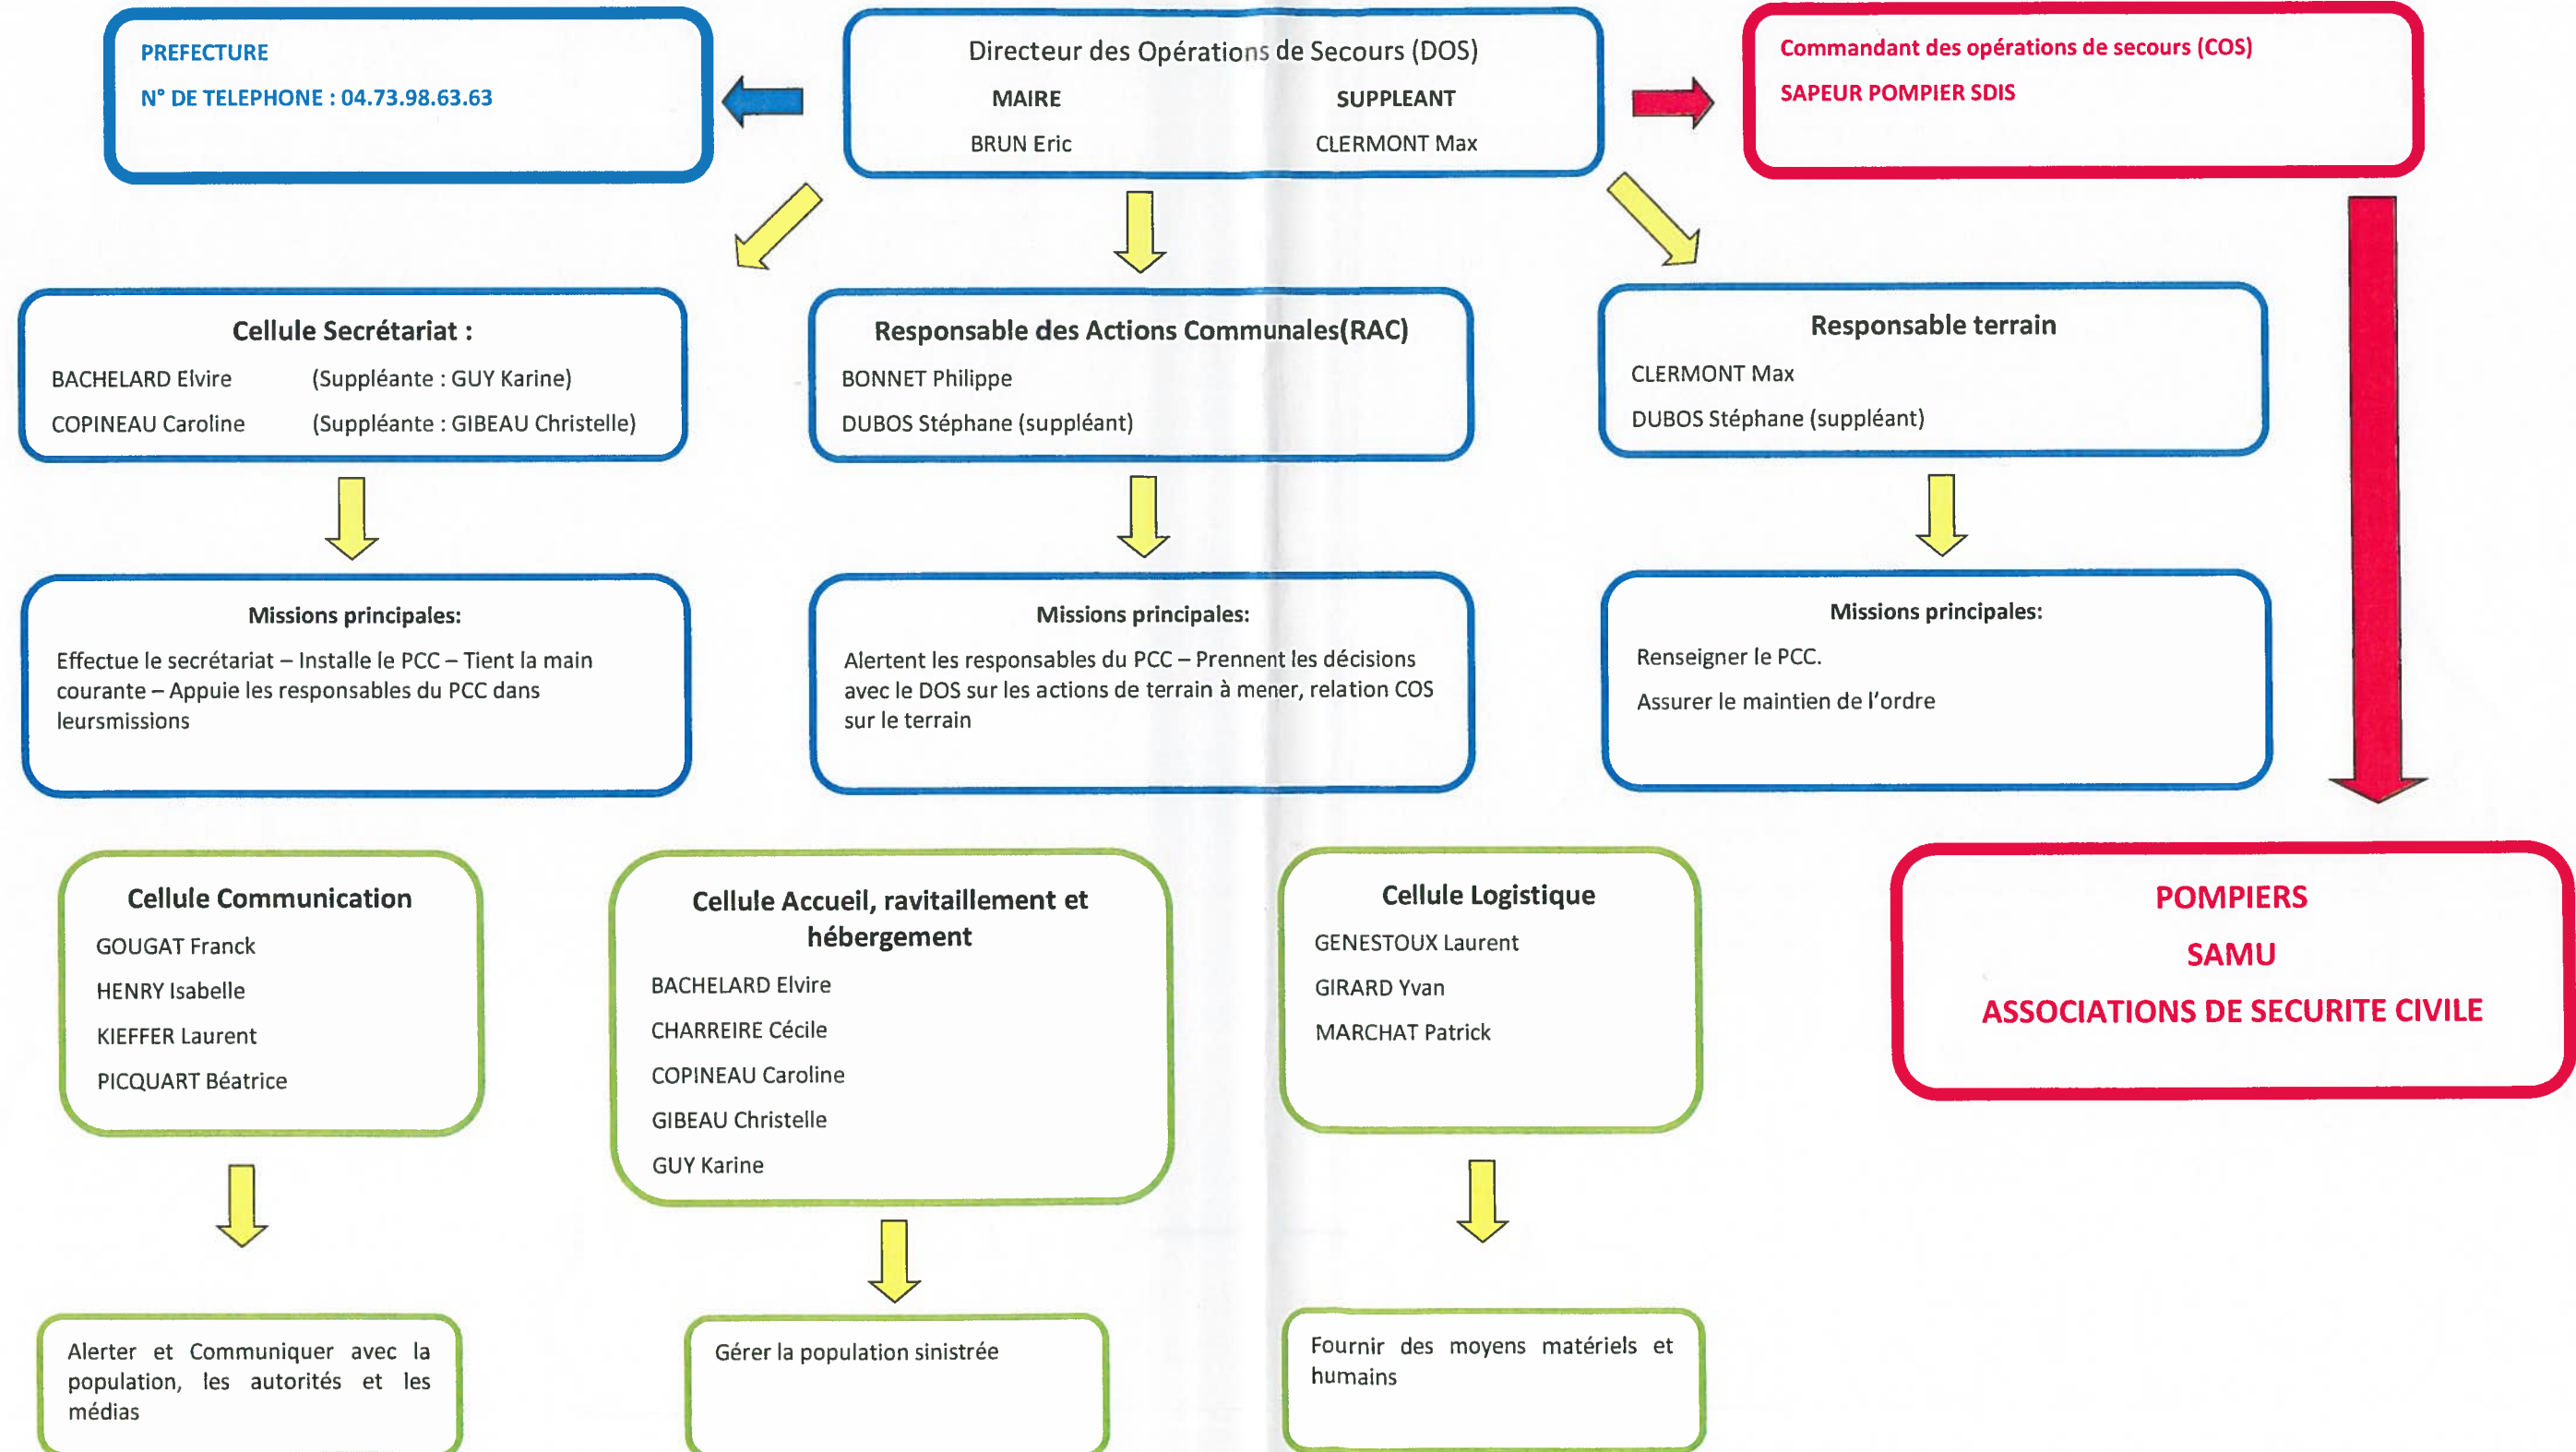 PREFECTURE
N° DE TELEPHONE : 04.73.98.63.63
Directeur des Opérations de Secours (DOS)
MAIRE SUPPLEANT
BRUN Eric CLERMONT Max
Commandant des opérations de secours (COS)
SAPEUR POMPIER SDIS
Cellule Secrétariat :
BACHELARD Elvire (Suppléante : GUY Karine)
COPINEAU Caroline (Suppléante : GIBEAU Christelle)
Responsable des Actions Communales(RAC)
BONNET Philippe
DUBOS Stéphane (suppléant)
Responsable terrain
CLERMONT Max
DUBOS Stéphane (suppléant)
Missions principales:
Effectue le secrétariat – Installe le PCC – Tient la main
courante – Appuie les responsables du PCC dans
leursmissions
Missions principales:
Alertent les responsables du PCC – Prennent les décisions
avec le DOS sur les actions de terrain à mener, relation COS
sur le terrain
Missions principales:
Renseigner le PCC.
Assurer le maintien de l'ordre
Cellule Communication
GOUGAT Franck
HENRY Isabelle
KIEFFER Laurent
PICQUART Béatrice
Cellule Accueil, ravitaillement et
hébergement
BACHELARD Elvire
CHARREIRE Cécile
COPINEAU Caroline
GIBEAU Christelle
GUY Karine
Cellule Logistique
GENESTOUX Laurent
GIRARD Yvan
MARCHAT Patrick
POMPIERS
SAMU
ASSOCIATIONS DE SECURITE CIVILE
Alerter et Communiquer avec la
population, les autorités et les
médias
Gérer la population sinistrée
Fournir des moyens matériels et
humains